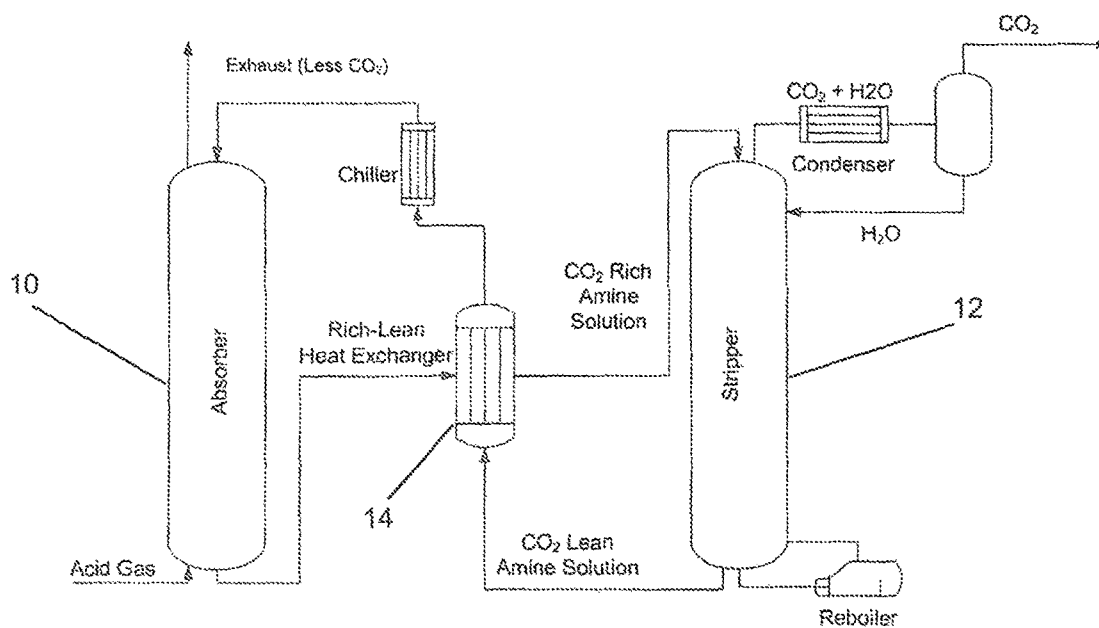 CO₂
Exhaust (Less CO₂)
CO₂ + H2O
Condenser
Chiller
H₂O
10
CO₂ Rich
Amine
Solution
12
Rich-Lean
Heat Exchanger
Absorber
Stripper
14
CO₂ Lean
Amine Solution
Acid Gas
Reboiler